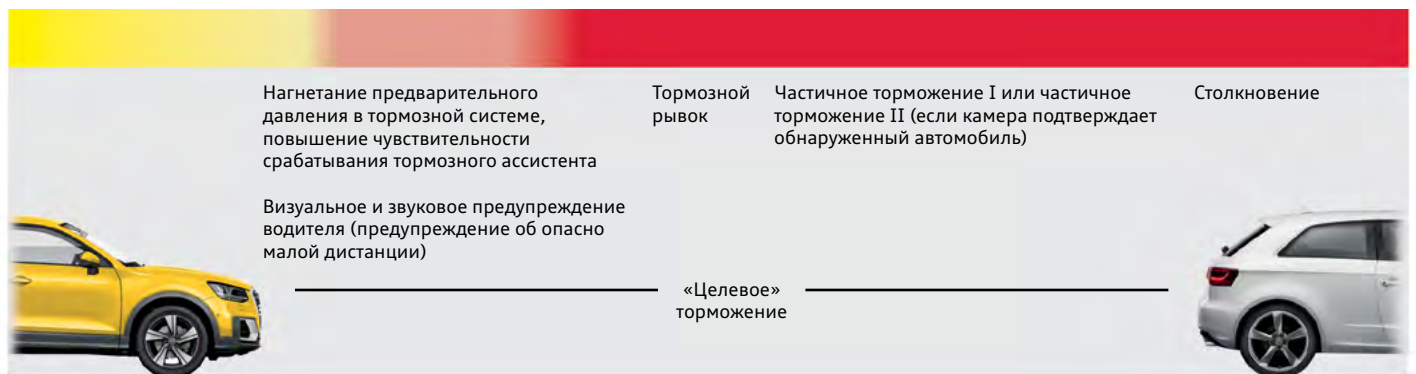 Нагнетание предварительного
давления в тормозной системе,
повышение чувствительности
срабатывания тормозного ассистента
Визуальное и звуковое предупреждение
водителя (предупреждение об опасно
малой дистанции)
Тормозной
рывок
Частичное торможение I или частичное
торможение II (если камера подтверждает
обнаруженный автомобиль)
Столкновение
«Целевое»
торможение